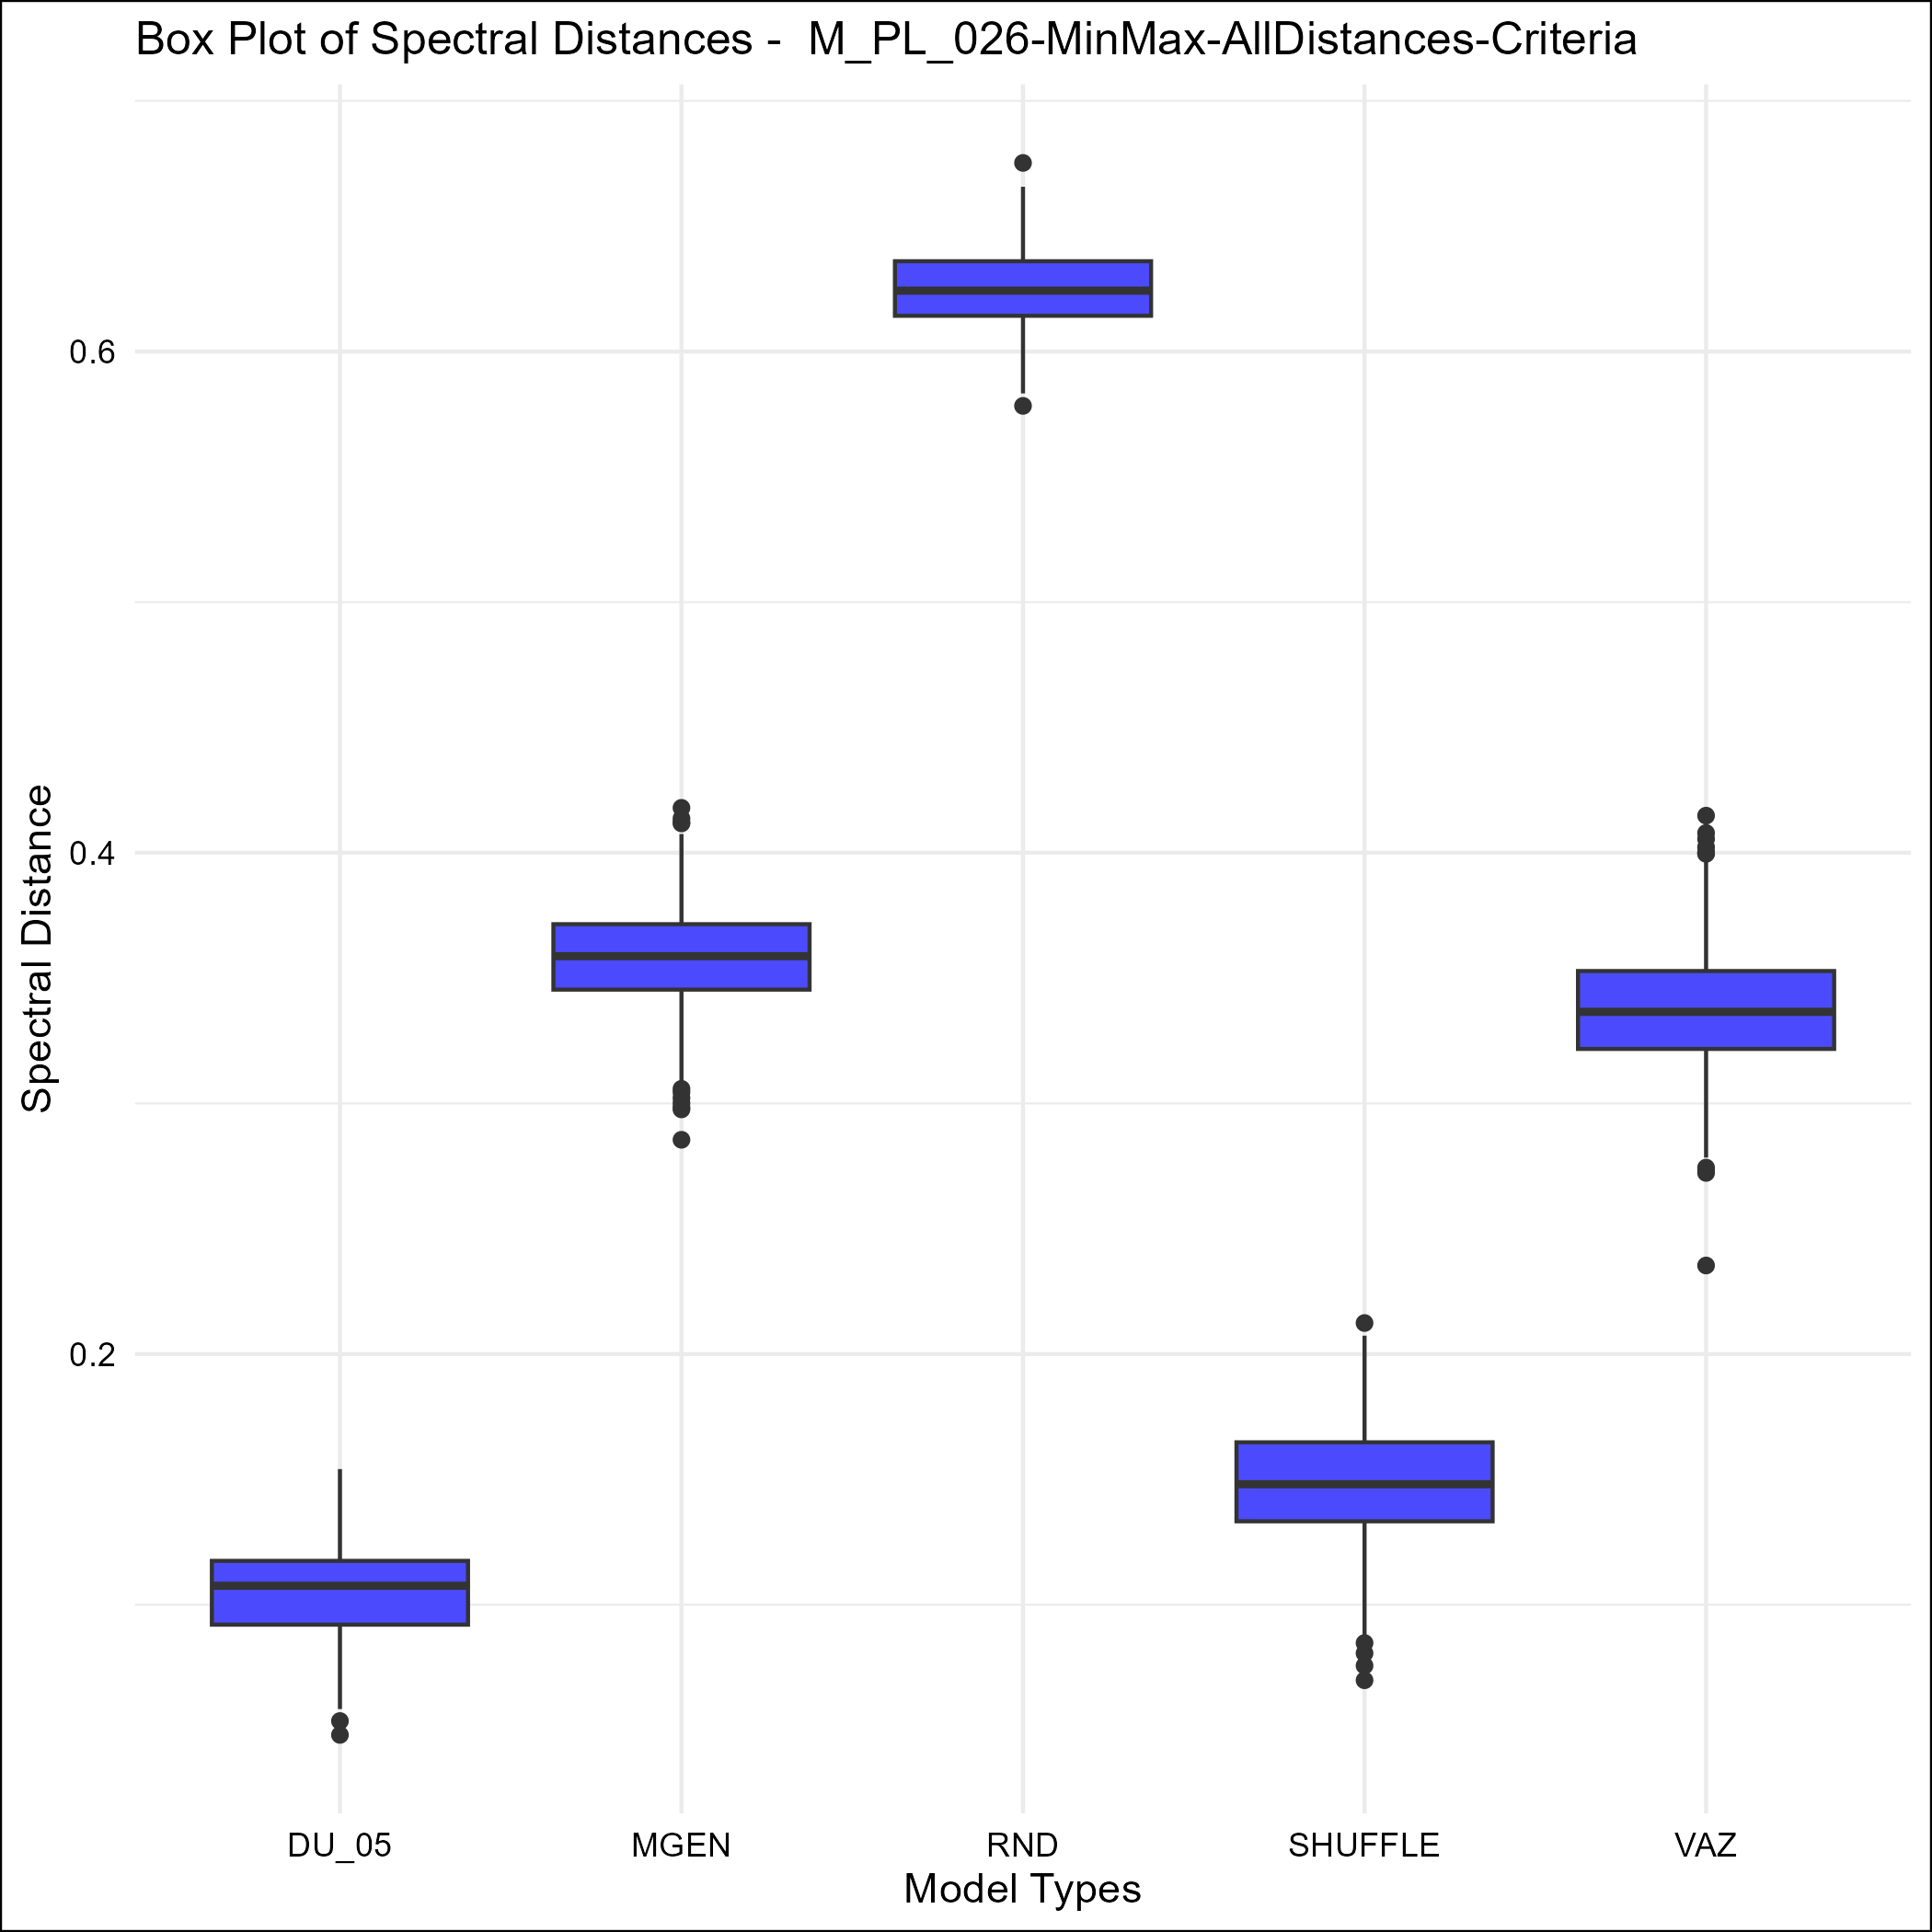 Box Plot of Spectral Distances -  M_PL_026-MinMax-AllDistances-Criteria
Spectral Distance
0.6
0.4
0.2
DU_05 MGEN RND SHUFFLE VAZ
Model Types